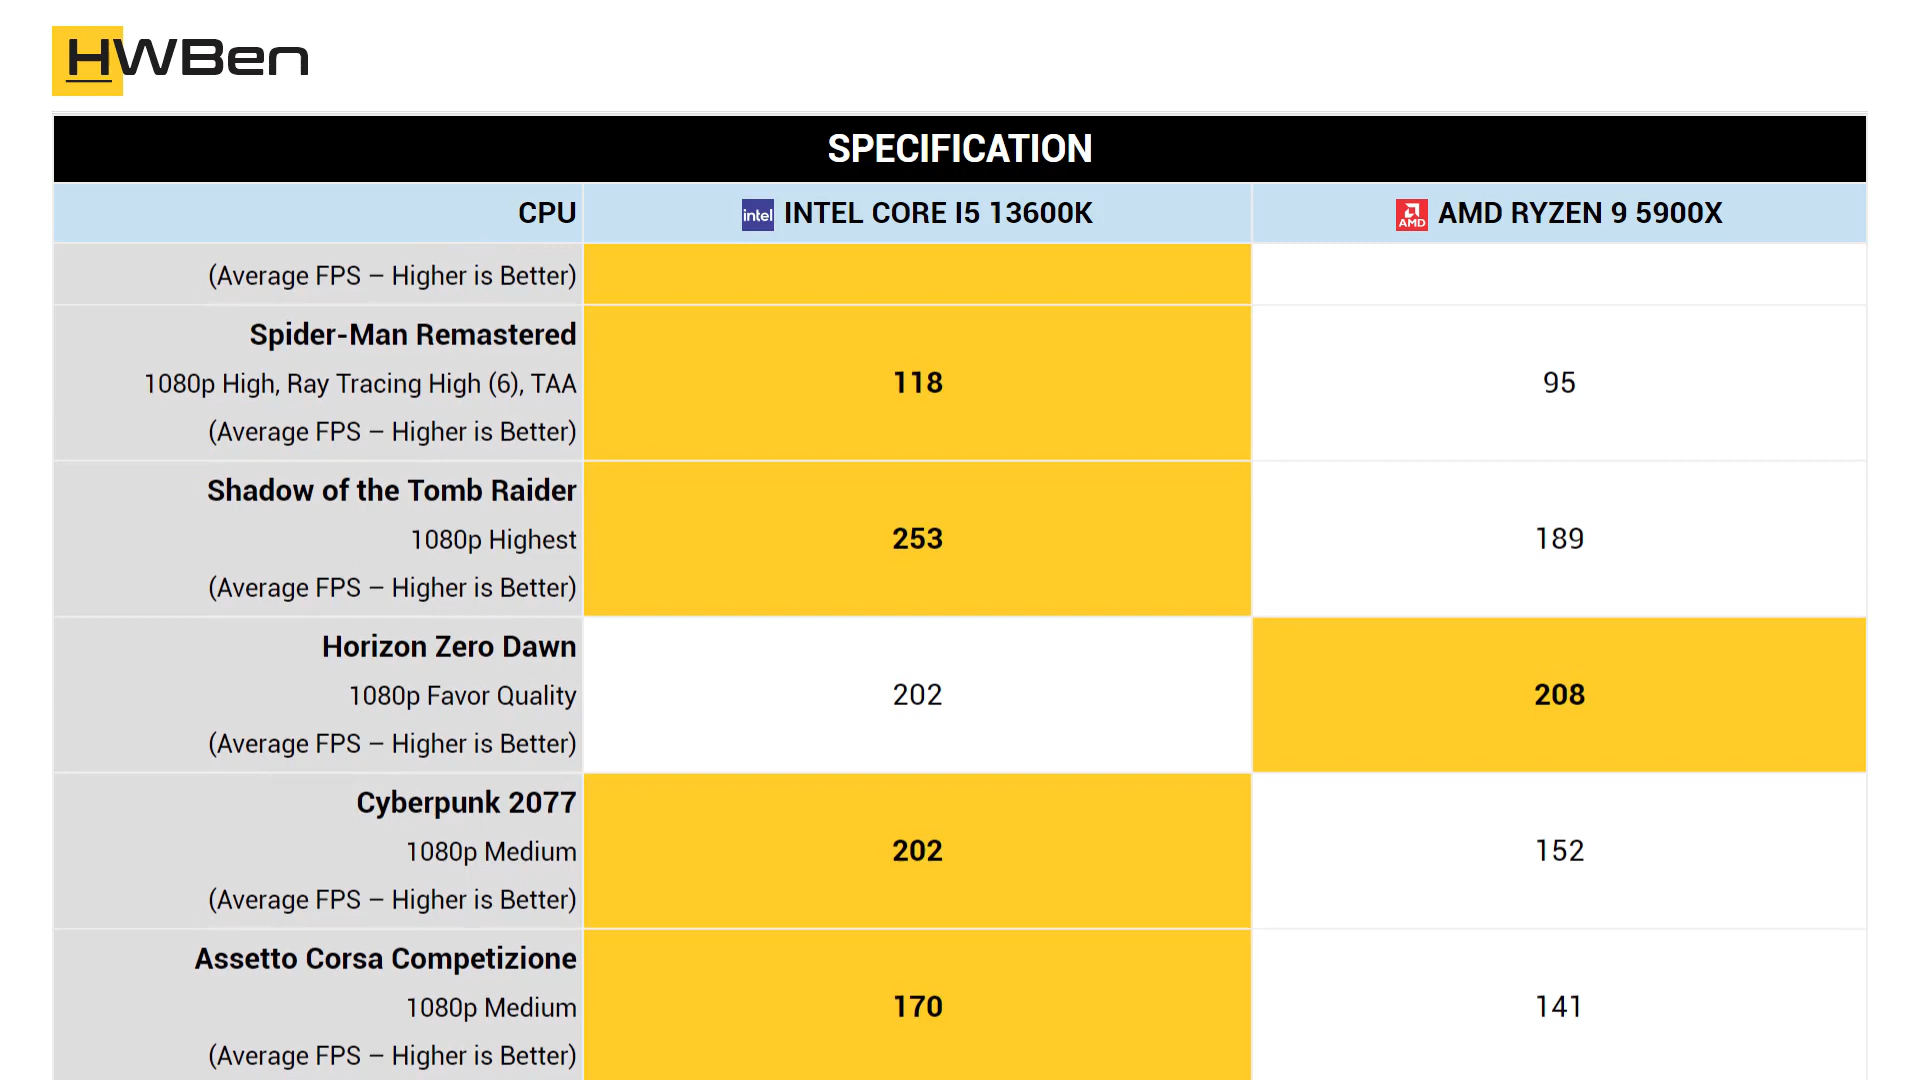 HWBen
SPECIFICATION
CPU
intel INTEL CORE I5 13600K
AMD AMD RYZEN 9 5900X
(Average FPS – Higher is Better)
Spider-Man Remastered
1080p High, Ray Tracing High (6), TAA
(Average FPS – Higher is Better)
118
95
Shadow of the Tomb Raider
1080p Highest
(Average FPS – Higher is Better)
253
189
Horizon Zero Dawn
1080p Favor Quality
(Average FPS – Higher is Better)
202
208
Cyberpunk 2077
1080p Medium
(Average FPS – Higher is Better)
202
152
Assetto Corsa Competizione
1080p Medium
(Average FPS – Higher is Better)
170
141